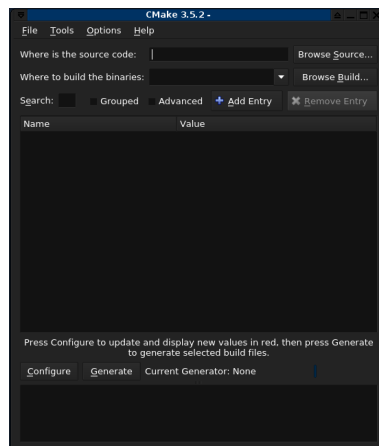 CMake 3.5.2 -
File Tools Options Help
Where is the source code: Browse Source...
Where to build the binaries: Browse Build...
Search: Grouped Advanced Add Entry Remove Entry
Name Value
Press Configure to update and display new values in red, then press Generate
to generate selected build files.
Configure Generate Current Generator: None